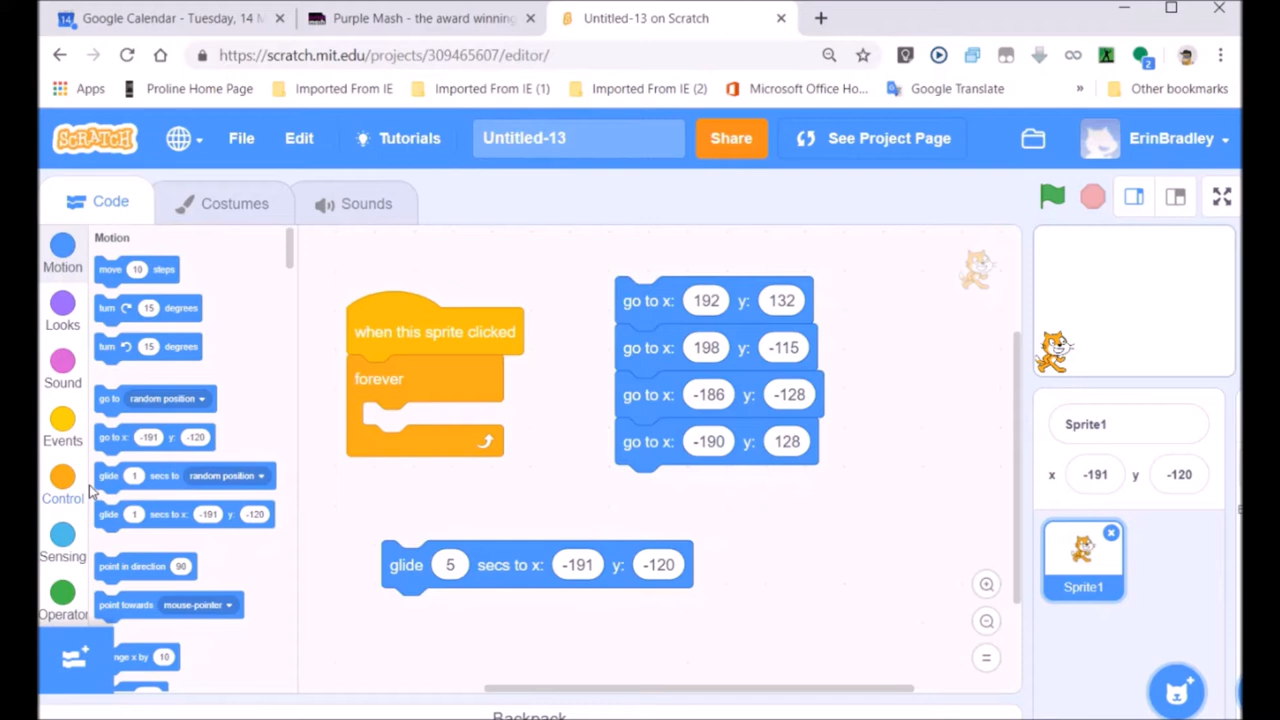 Google Calendar - Tuesday, 14 M
Purple Mash - the award winning
Untitled-13 on Scratch
https://scratch.mit.edu/projects/309465607/editor/
Apps
Proline Home Page
Imported From IE
Imported From IE (1)
Imported From IE (2)
Microsoft Office Ho...
Google Translate
»
Other bookmarks
SCRATCH
File
Edit
Tutorials
Untitled-13
Share
See Project Page
ErinBradley
Code
Costumes
Sounds
Motion
Looks
Sound
Events
Control
Sensing
Operator
Motion
move 10 steps
turn 15 degrees
turn 15 degrees
go to random position
go to x: -191 y: -120
glide 1 secs to random position
glide 1 secs to x: -191 y: -120
point in direction 90
point towards mouse-pointer
nge x by 10
when this sprite clicked
forever
go to x: 192 y: 132
go to x: 198 y: -115
go to x: -186 y: -128
go to x: -190 y: 128
glide 5 secs to x: -191 y: -120
Sprite1
x -191 y -120
Sprite1
Backpack